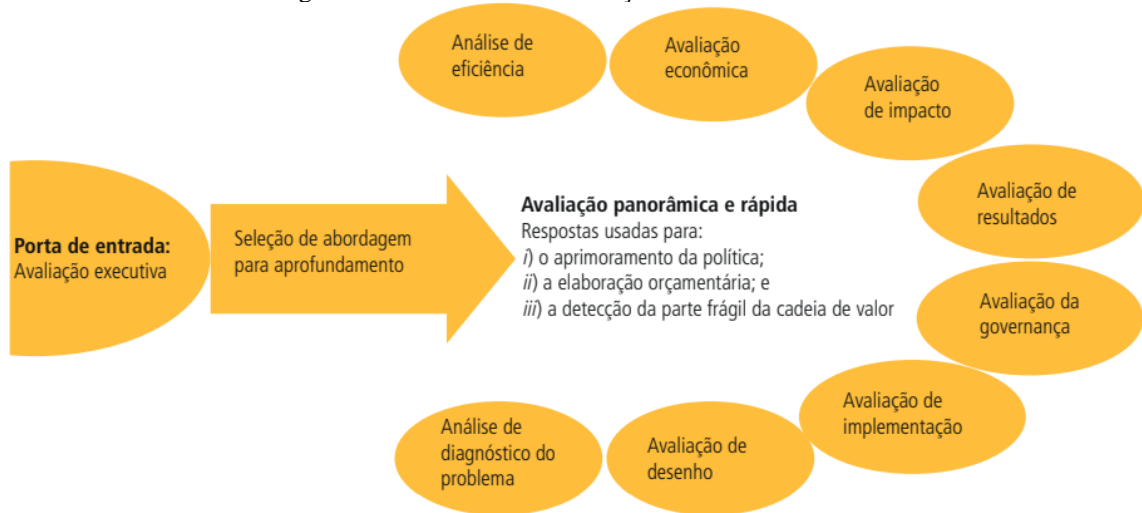 Análise de
eficiência
Avaliação
econômica
Avaliação
de impacto
Avaliação de
resultados
Avaliação da
governança
Avaliação de
implementação
Avaliação de
desenho
Análise de
diagnóstico do
problema
Porta de entrada:
Avaliação executiva
Seleção de abordagem
para aprofundamento
Avaliação panorâmica e rápida
Respostas usadas para:
i) o aprimoramento da política;
ii) a elaboração orçamentária; e
iii) a detecção da parte frágil da cadeia de valor